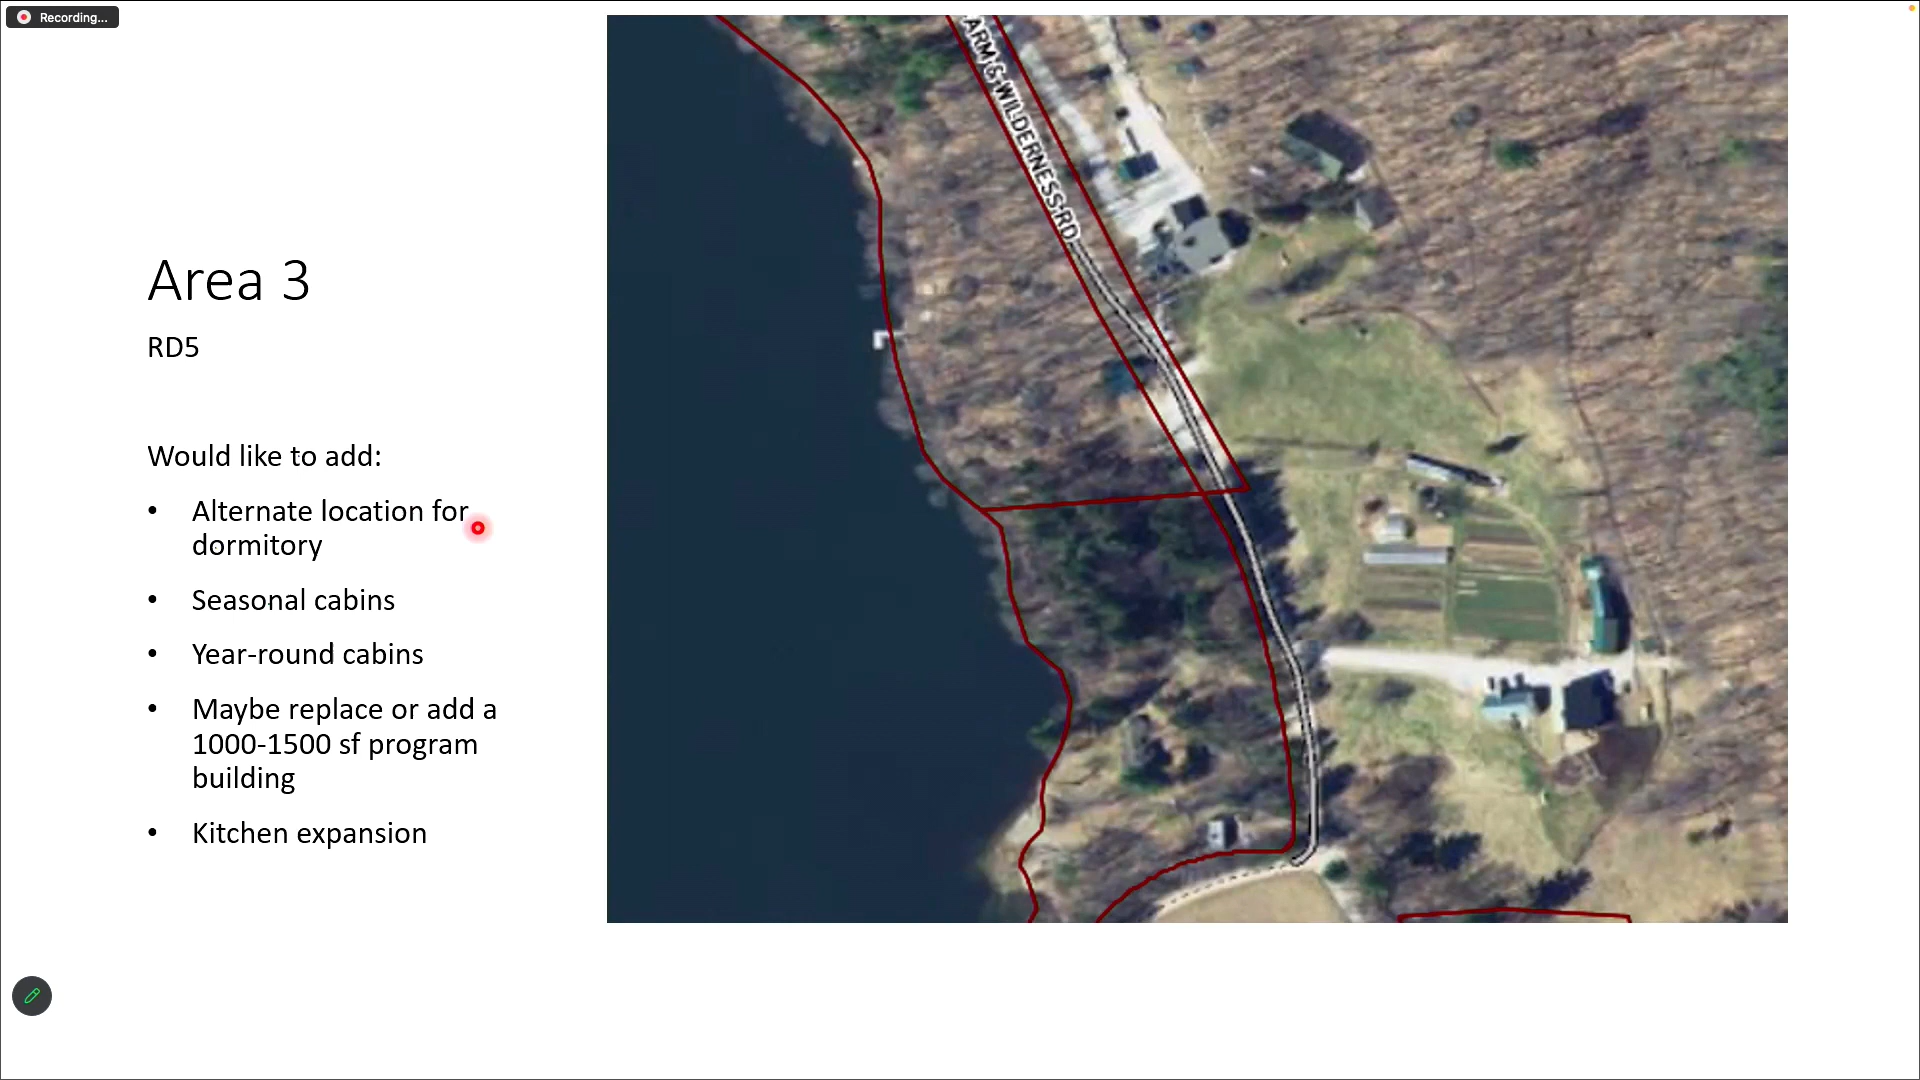 Recording...
ARM & WILDERNESS RD
Area 3
RD5
Would like to add:
• Alternate location for
dormitory
• Seasonal cabins
• Year-round cabins
• Maybe replace or add a
1000-1500 sf program
building
• Kitchen expansion